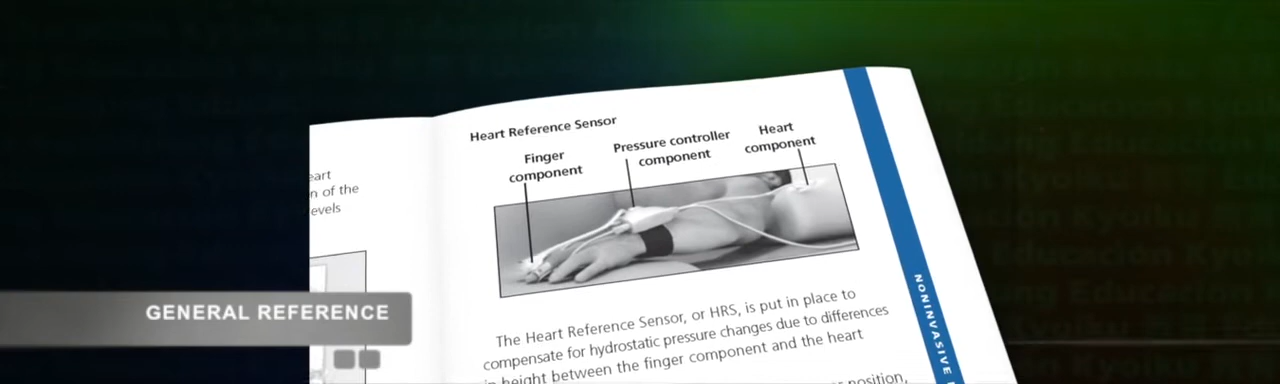 Heart Reference Sensor
Finger
component
Pressure controller
component
Heart
component
eart
n of the
evels
GENERAL REFERENCE
The Heart Reference Sensor, or HRS, is put in place to
compensate for hydrostatic pressure changes due to differences
in height between the finger component and the heart
position,
NONINVASIVE